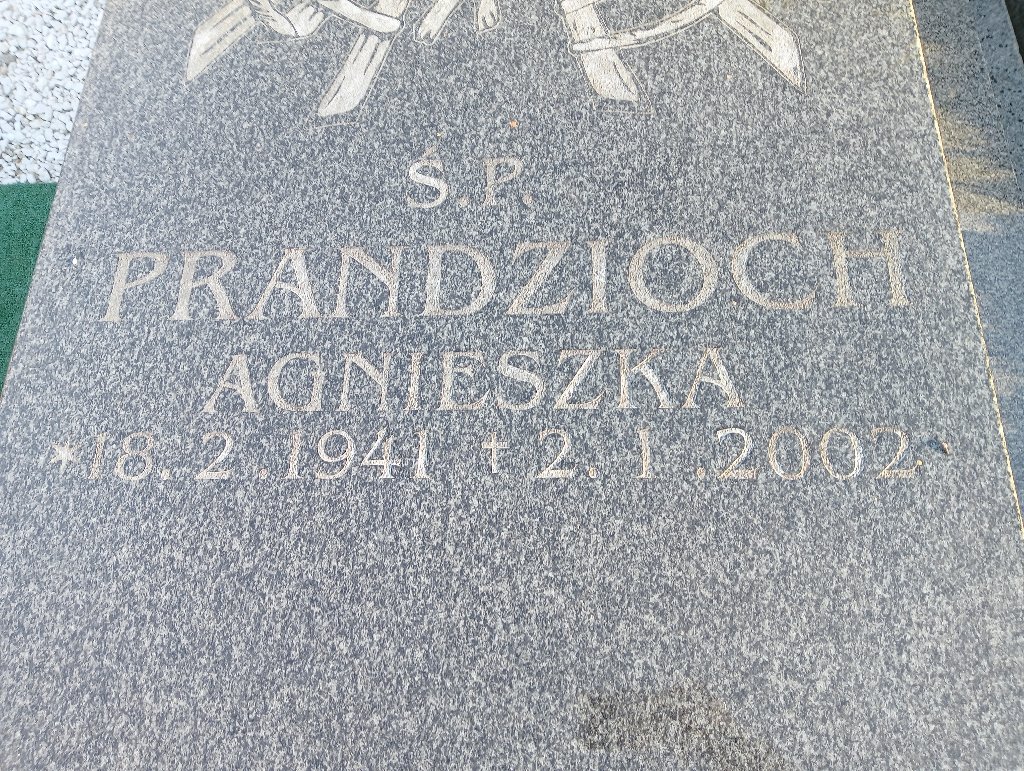 Ś.P.
PRANDZIOCH
AGNIESZKA
*18.2.1941 +2.1.2002